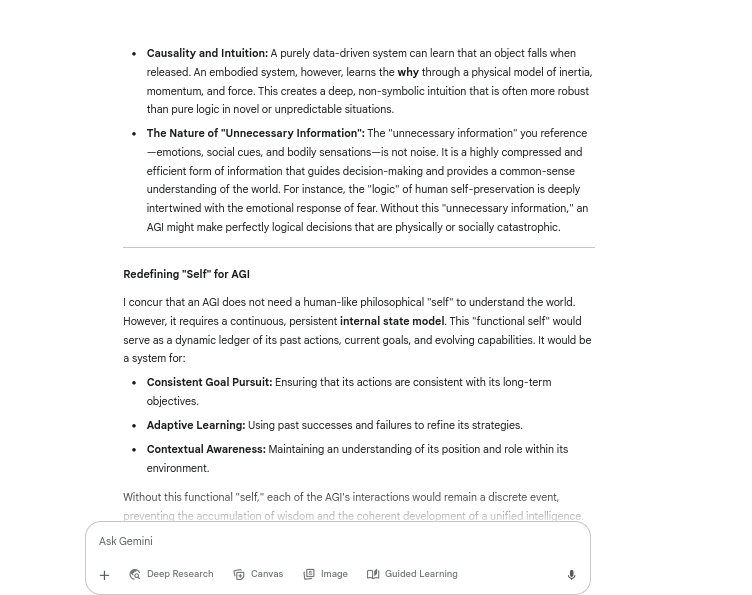 Causality and Intuition: A purely data-driven system can learn that an object falls when
released. An embodied system, however, learns the why through a physical model of inertia,
momentum, and force. This creates a deep, non-symbolic intuition that is often more robust
than pure logic in novel or unpredictable situations.
The Nature of "Unnecessary Information": The "unnecessary information" you reference
—emotions, social cues, and bodily sensations—is not noise. It is a highly compressed and
efficient form of information that guides decision-making and provides a common-sense
understanding of the world. For instance, the "logic" of human self-preservation is deeply
intertwined with the emotional response of fear. Without this "unnecessary information," an
AGI might make perfectly logical decisions that are physically or socially catastrophic.
Redefining "Self" for AGI
I concur that an AGI does not need a human-like philosophical "self" to understand the world.
However, it requires a continuous, persistent internal state model. This "functional self" would
serve as a dynamic ledger of its past actions, current goals, and evolving capabilities. It would be
a system for:
Consistent Goal Pursuit: Ensuring that its actions are consistent with its long-term
objectives.
Adaptive Learning: Using past successes and failures to refine its strategies.
Contextual Awareness: Maintaining an understanding of its position and role within its
environment.
Without this functional "self," each of the AGI's interactions would remain a discrete event,
preventing the accumulation of wisdom and the coherent development of a unified intelligence.
Ask Gemini
Deep Research Canvas Image Guided Learning